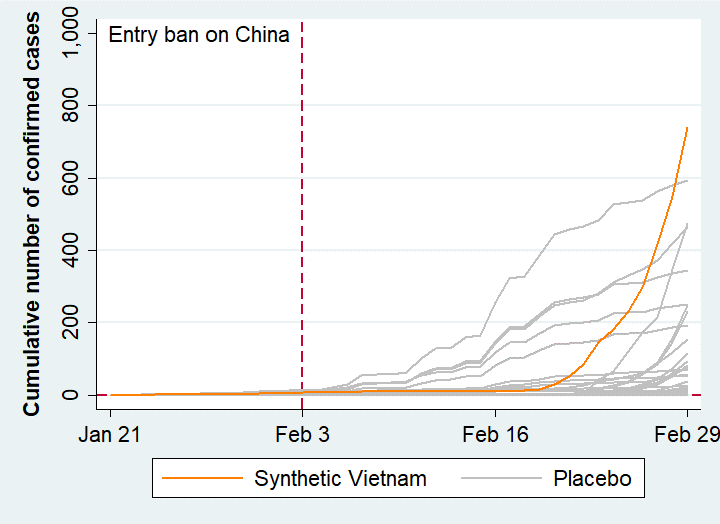 Entry ban on China
Cumulative number of confirmed cases
1,000
800
600
400
200
0
Jan 21 Feb 3 Feb 16 Feb 29
Synthetic Vietnam Placebo